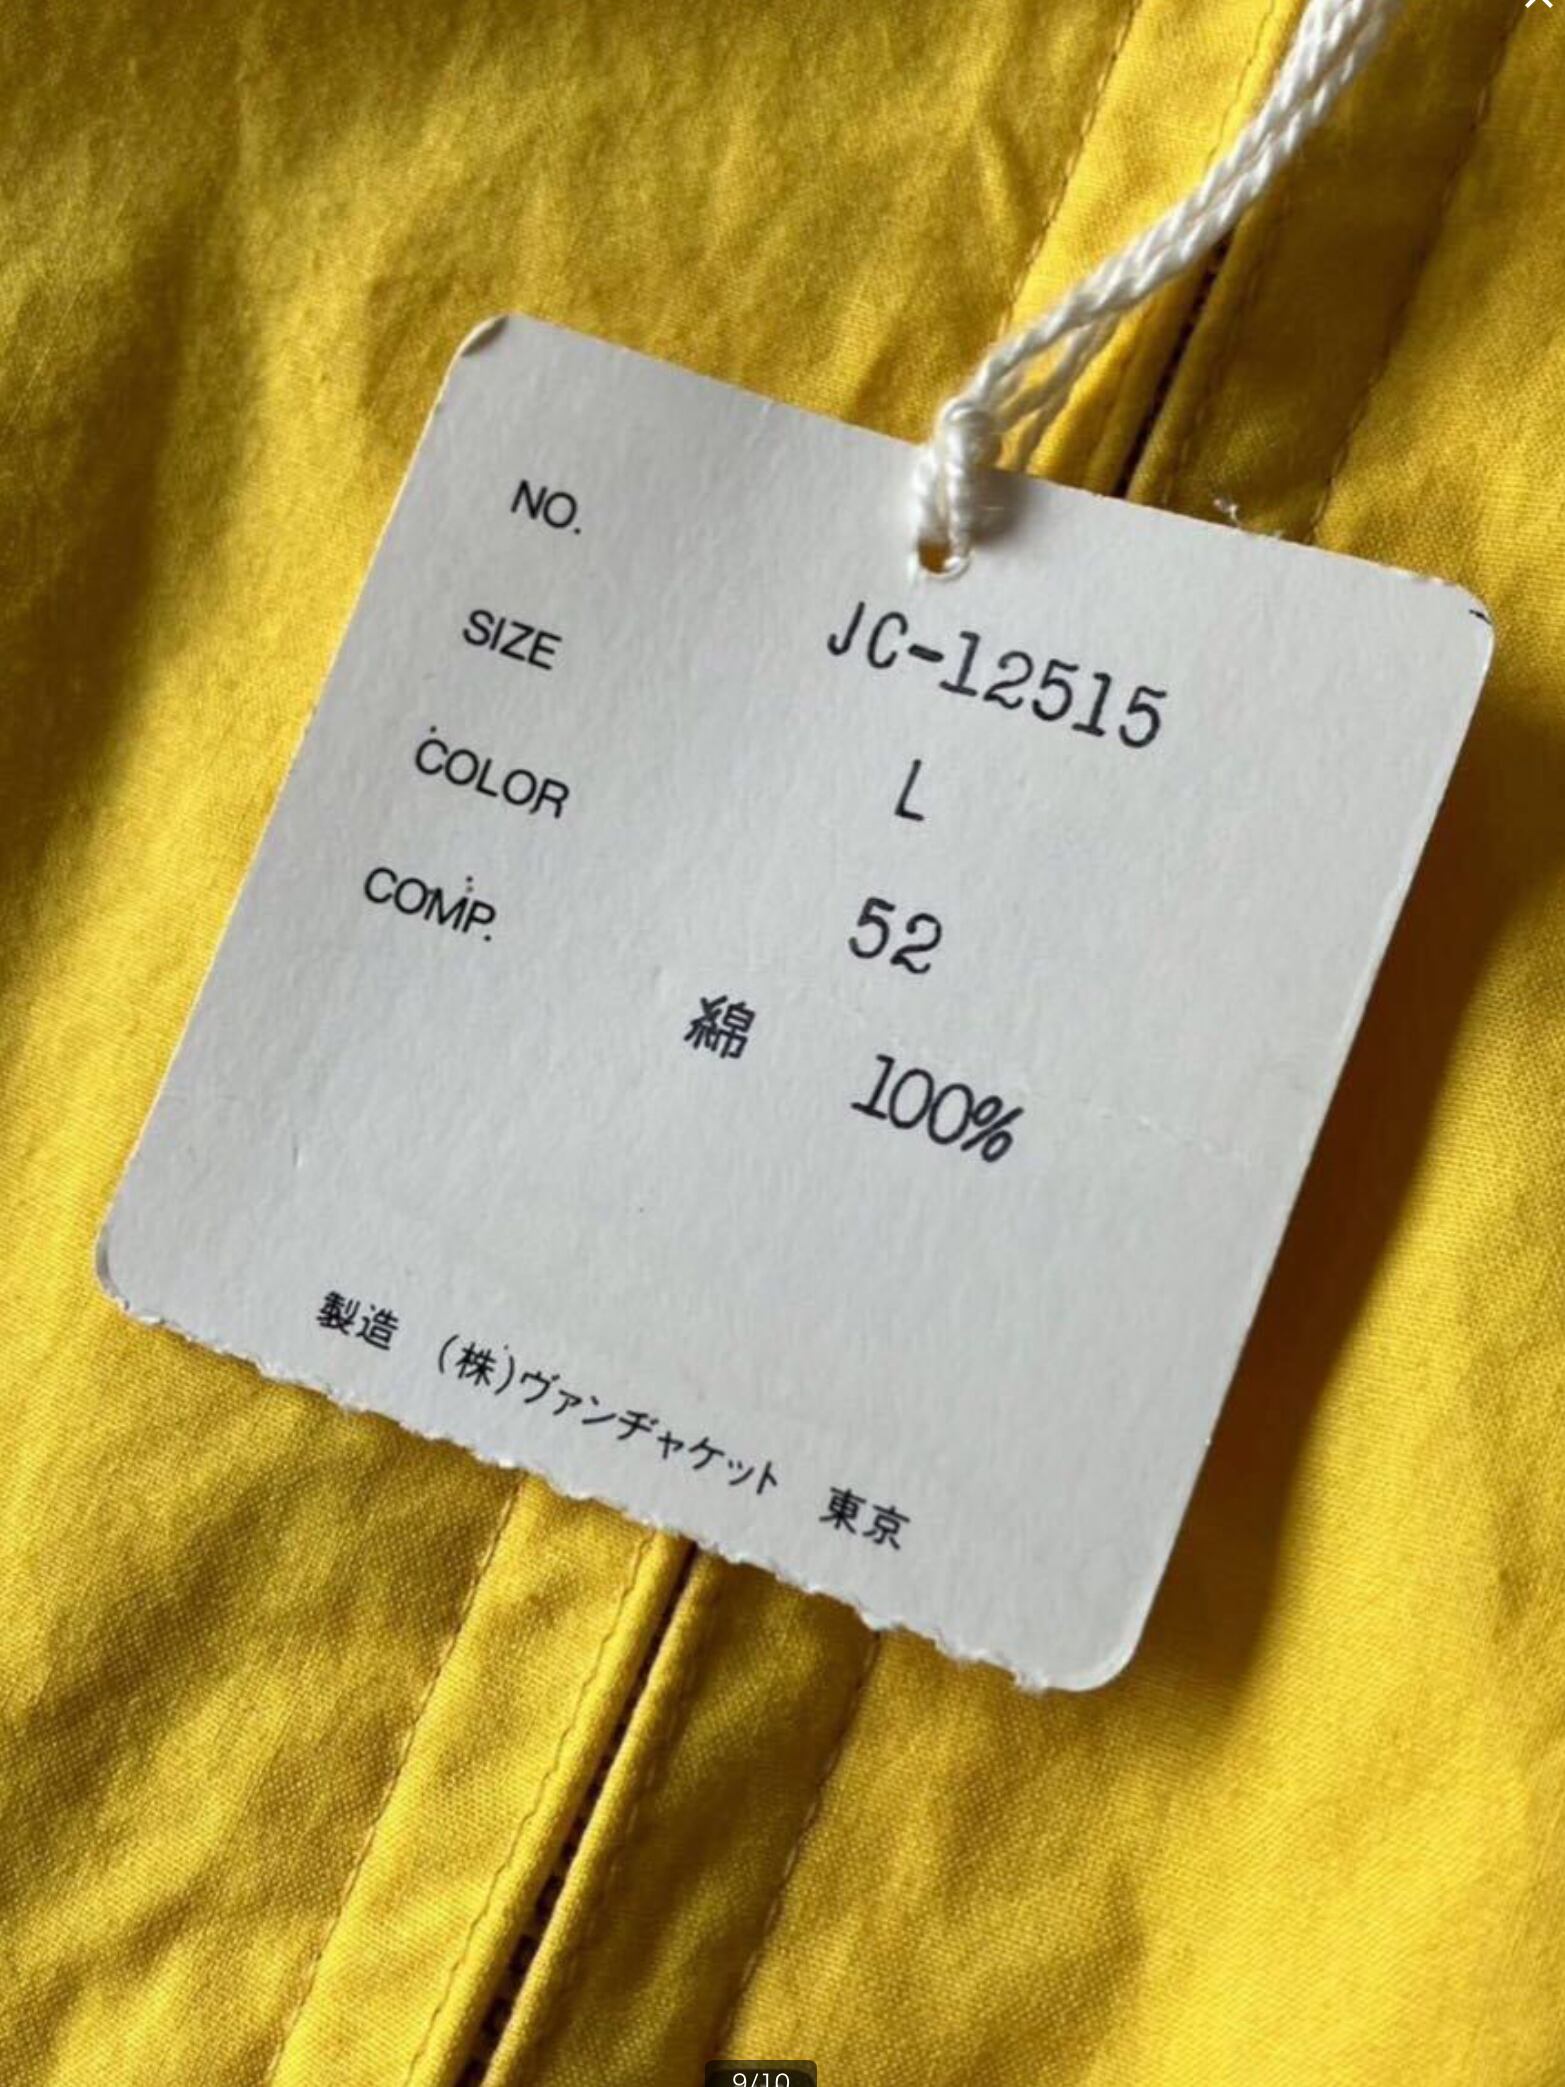 NO. JC-12515
SIZE L
COLOR 52
COMP. 綿 100%
製造 (株)ヴァンヂャケット 東京
9/10